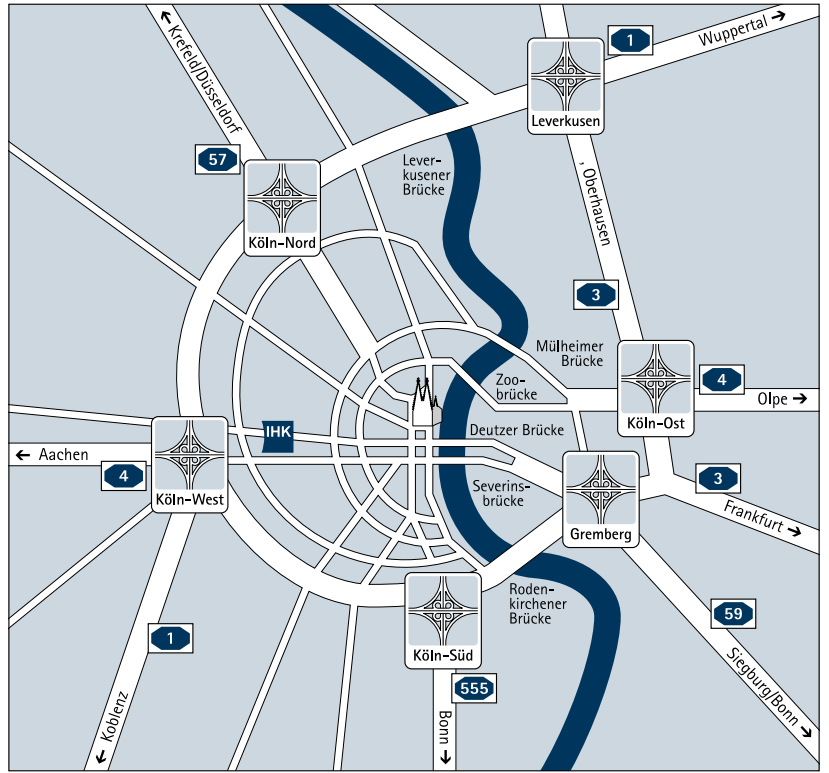 1
Wuppertal
Krefeld/Düsseldorf
Leverkusen
57
Lever-
kusener
Brücke
, Oberhausen
Köln-Nord
3
Mülheimer
Brücke
4
Zoo-
brücke
Olpe
Köln-Ost
IHK
Deutzer Brücke
Aachen
4
Köln-West
Severins-
brücke
3
Frankfurt
Gremberg
Roden-
kirchener
Brücke
59
1
Köln-Süd
Siegburg/Bonn
555
Koblenz
Bonn